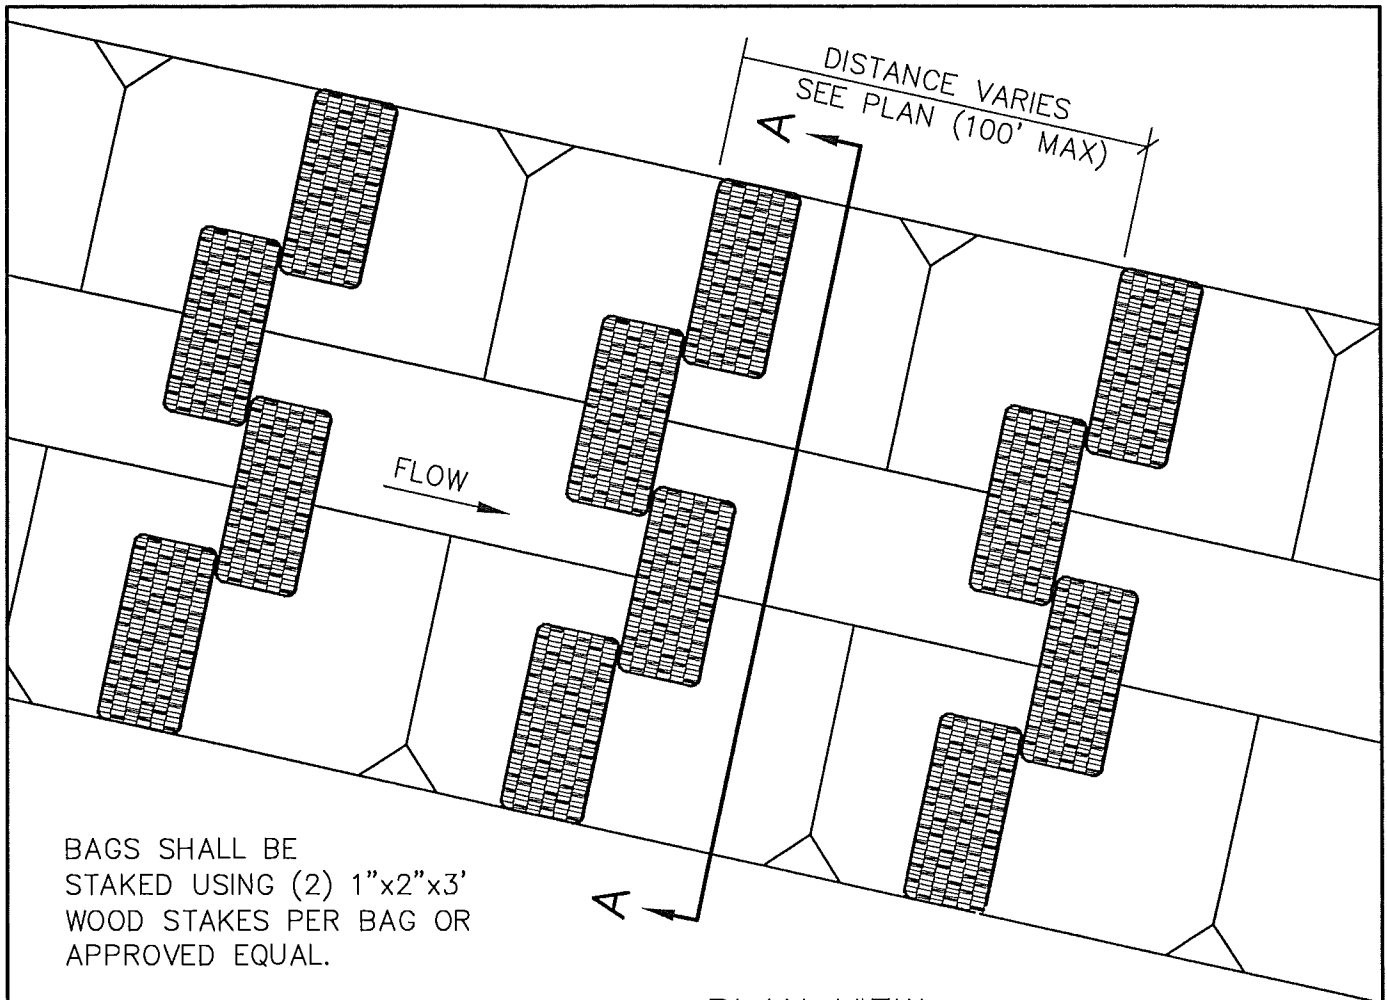 DISTANCE VARIES
SEE PLAN (100' MAX)
A
FLOW
BAGS SHALL BE
STAKED USING (2) 1"x2"x3'
WOOD STAKES PER BAG OR
APPROVED EQUAL.
A